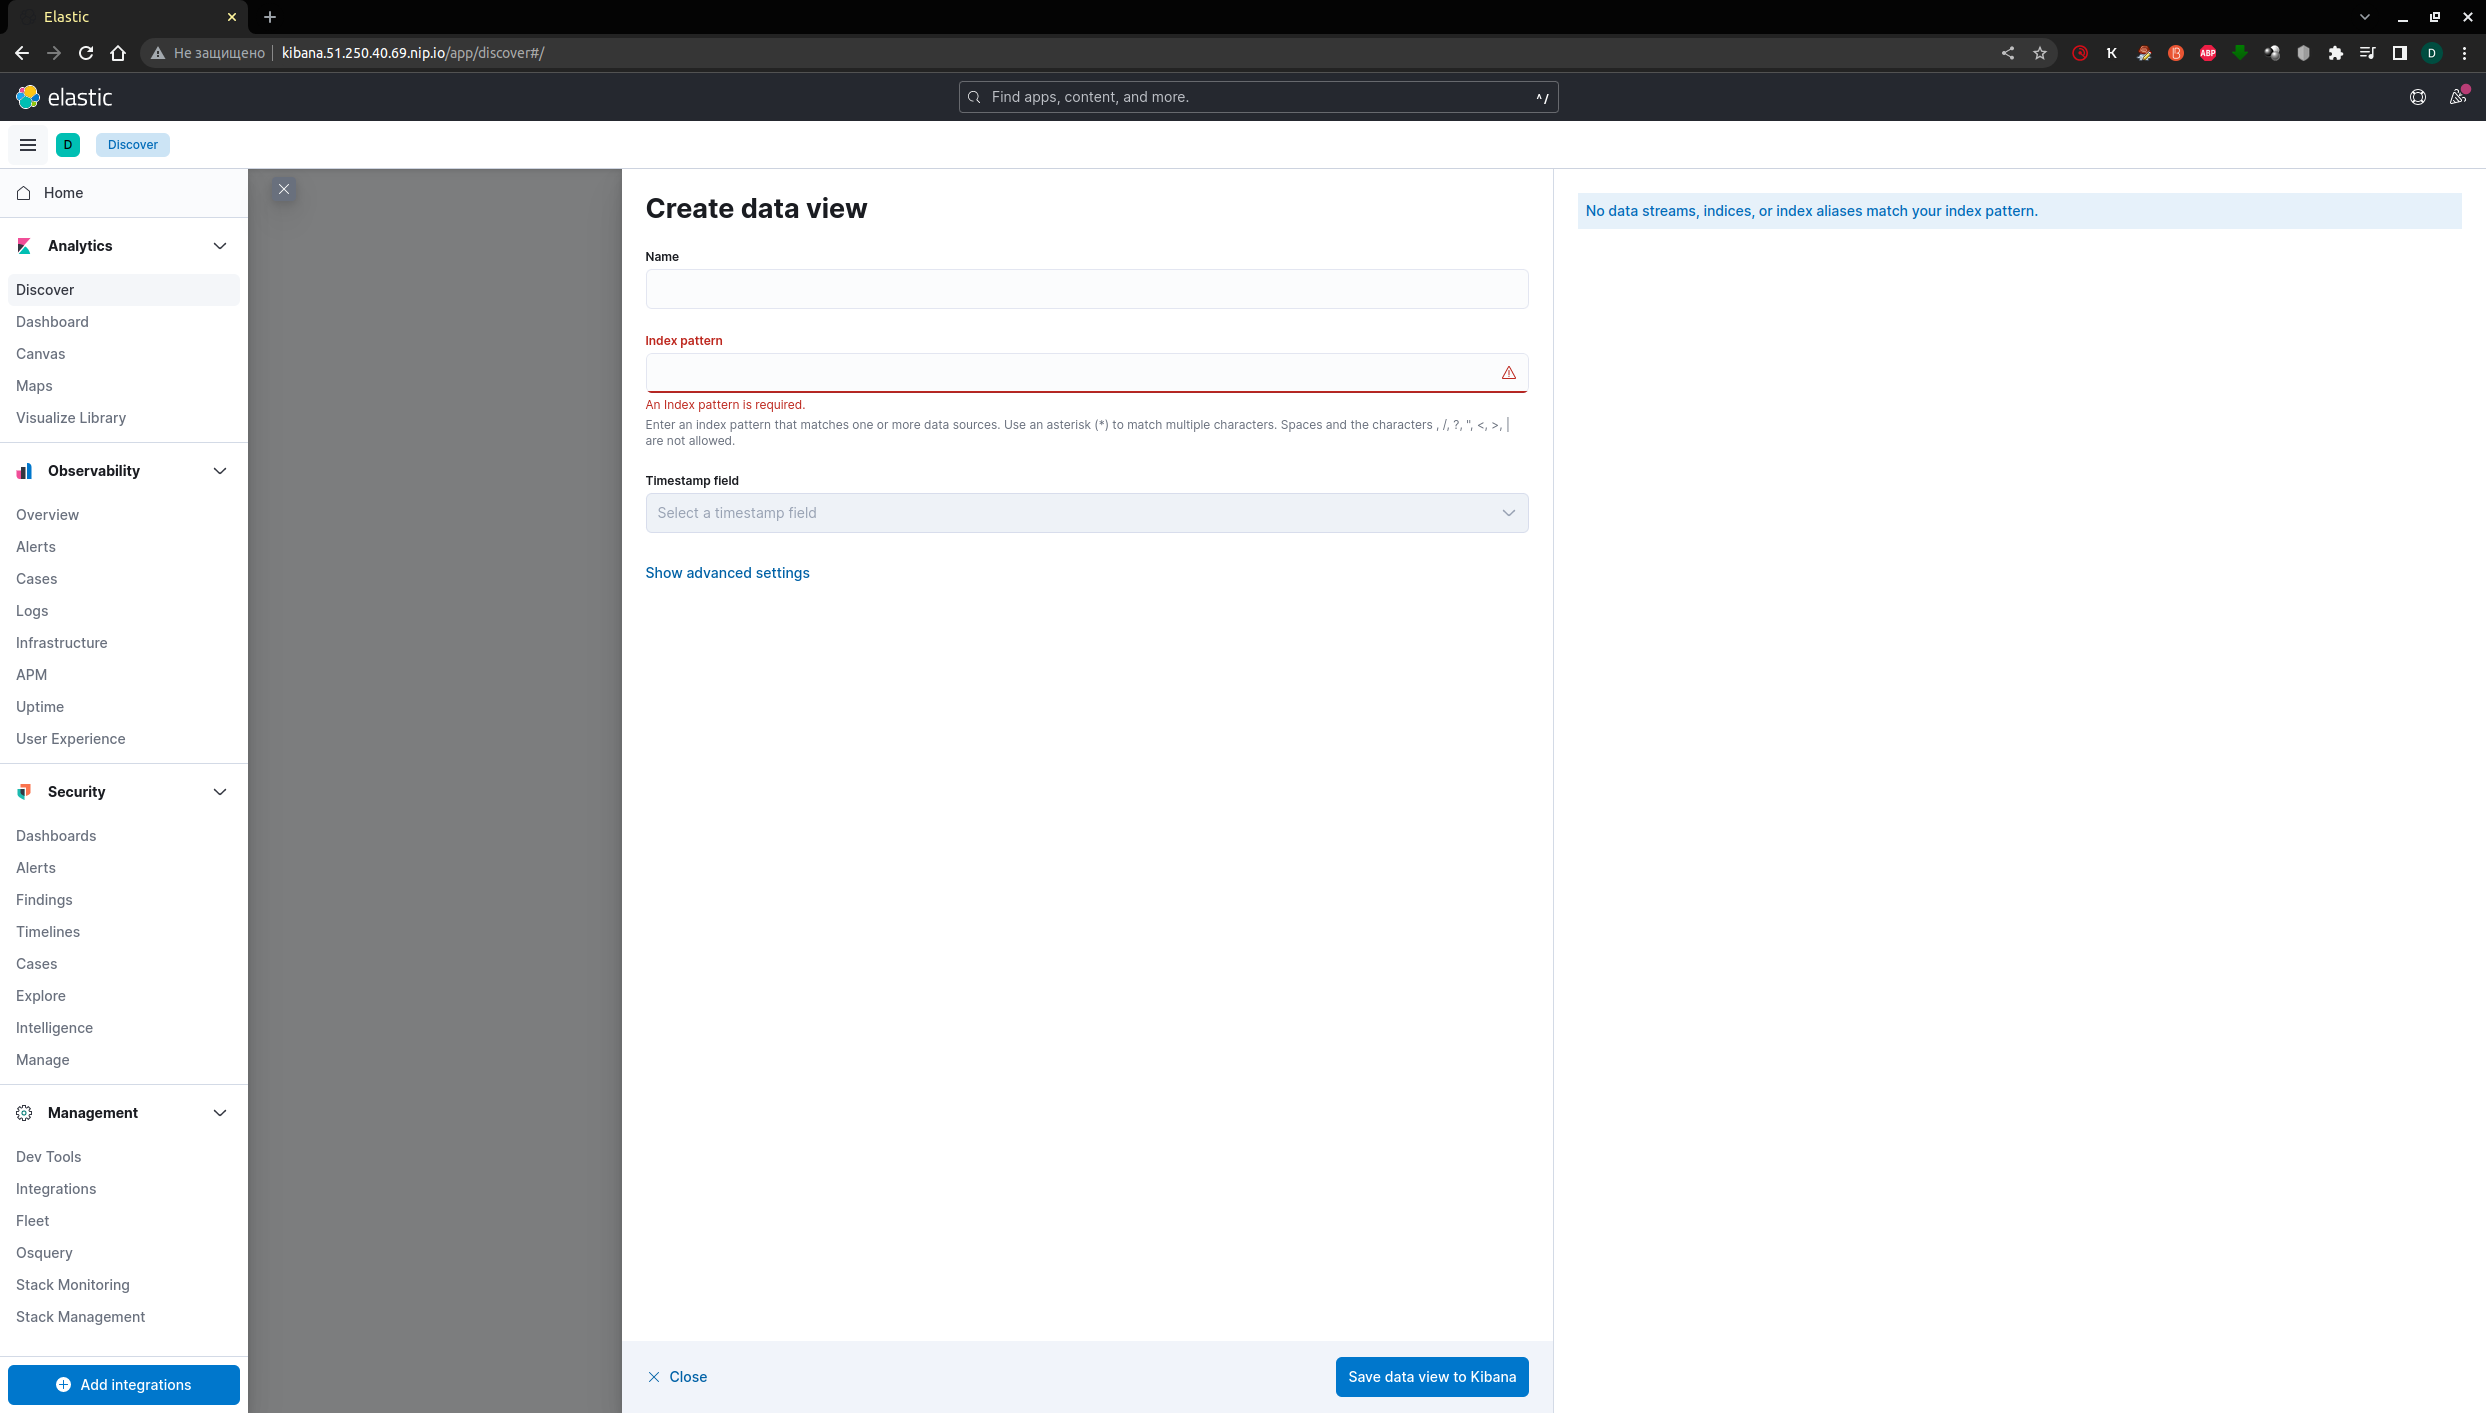 Elastic
Не защищено
kibana.51.250.40.69.nip.io/app/discover#/
K
ABP
D
elastic
Find apps, content, and more.
^/
D
Discover
Home
Analytics
Discover
Dashboard
Canvas
Maps
Visualize Library
Observability
Overview
Alerts
Cases
Logs
Infrastructure
APM
Uptime
User Experience
Security
Dashboards
Alerts
Findings
Timelines
Cases
Explore
Intelligence
Manage
Management
Dev Tools
Integrations
Fleet
Osquery
Stack Monitoring
Stack Management
Add integrations
Create data view
Name
Index pattern
An Index pattern is required.
Enter an index pattern that matches one or more data sources. Use an asterisk (*) to match multiple characters. Spaces and the characters , /, ?, ", <, >, |
are not allowed.
Timestamp field
Select a timestamp field
Show advanced settings
Close
Save data view to Kibana
No data streams, indices, or index aliases match your index pattern.